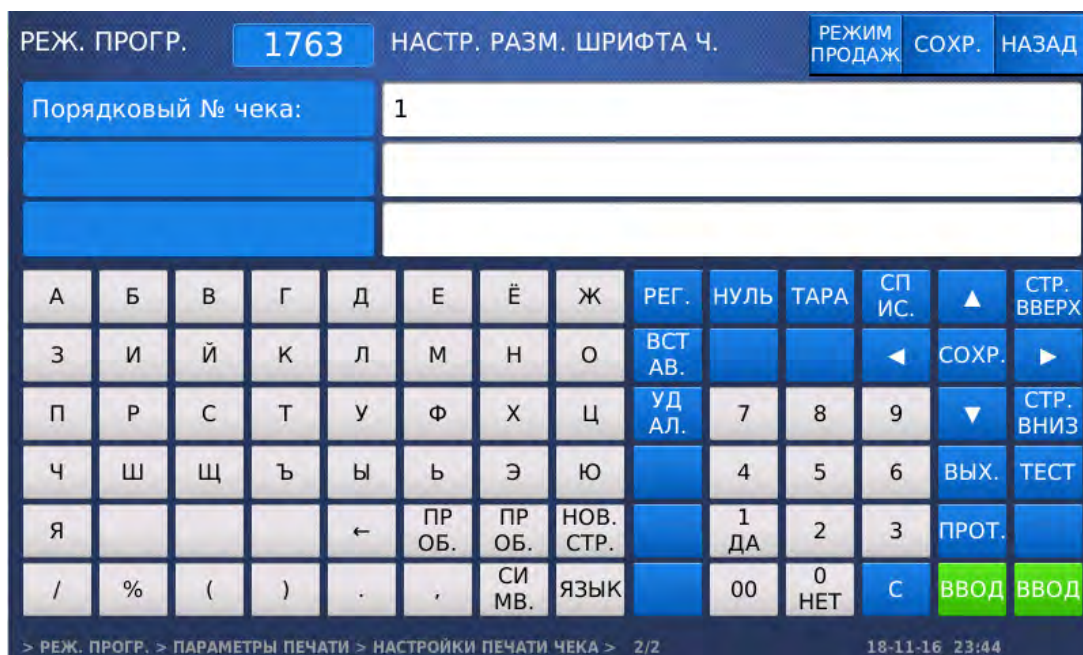 РЕЖ. ПРОГР. 1763 НАСТР. РАЗМ. ШРИФТА Ч. РЕЖИМ ПРОДАЖ СОХР. НАЗАД
Порядковый № чека: 1
А Б В Г Д Е Ё Ж РЕГ. НУЛЬ ТАРА СП ИС. ▲ СТР. ВВЕРХ
З И Й К Л М Н О ВСТ АВ. ◄ СОХР. ►
П Р С Т У Ф Х Ц УД АЛ. 7 8 9 ▼ СТР. ВНИЗ
Ч Ш Щ Ъ Ы Ь Э Ю 4 5 6 ВЫХ. ТЕСТ
Я ← ПР ОБ. ПР ОБ. НОВ. СТР. 1 ДА 2 3 ПРОТ.
/ % ( ) . , СИ МВ. ЯЗЫК 00 0 НЕТ C ВВОД ВВОД
> РЕЖ. ПРОГР. > ПАРАМЕТРЫ ПЕЧАТИ > НАСТРОЙКИ ПЕЧАТИ ЧЕКА > 2/2 18-11-16 23:44